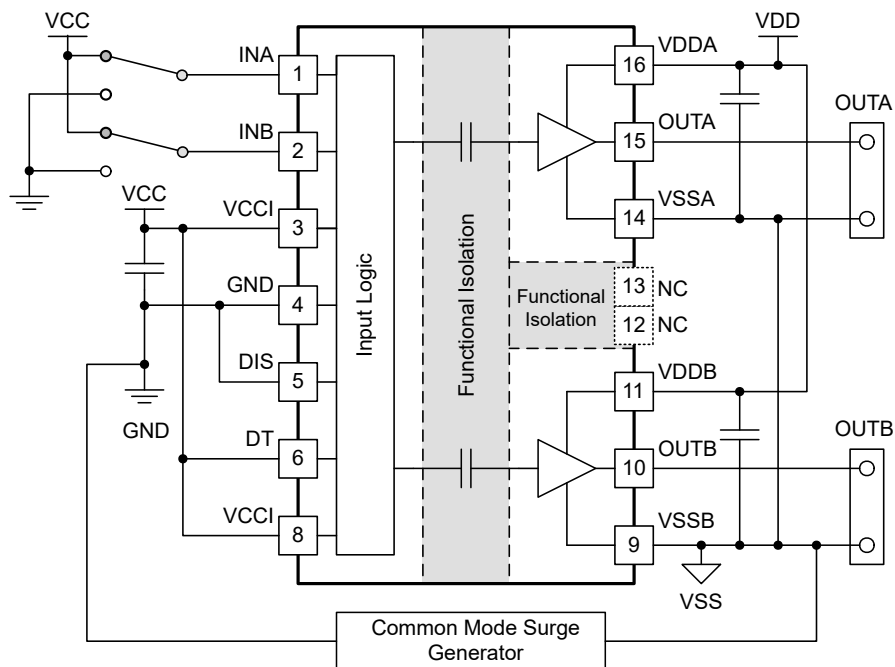 VCC
INA
1
INB
2
VCC
VCCI
3
GND
4
DIS
5
GND
DT
6
VCCI
8
Input Logic
Functional Isolation
Functional
Isolation
VDD
VDDA
16
OUTA
15
VSSA
14
13
NC
12
NC
VDDB
11
OUTB
10
VSSB
9
VSS
OUTA
OUTB
Common Mode Surge
Generator